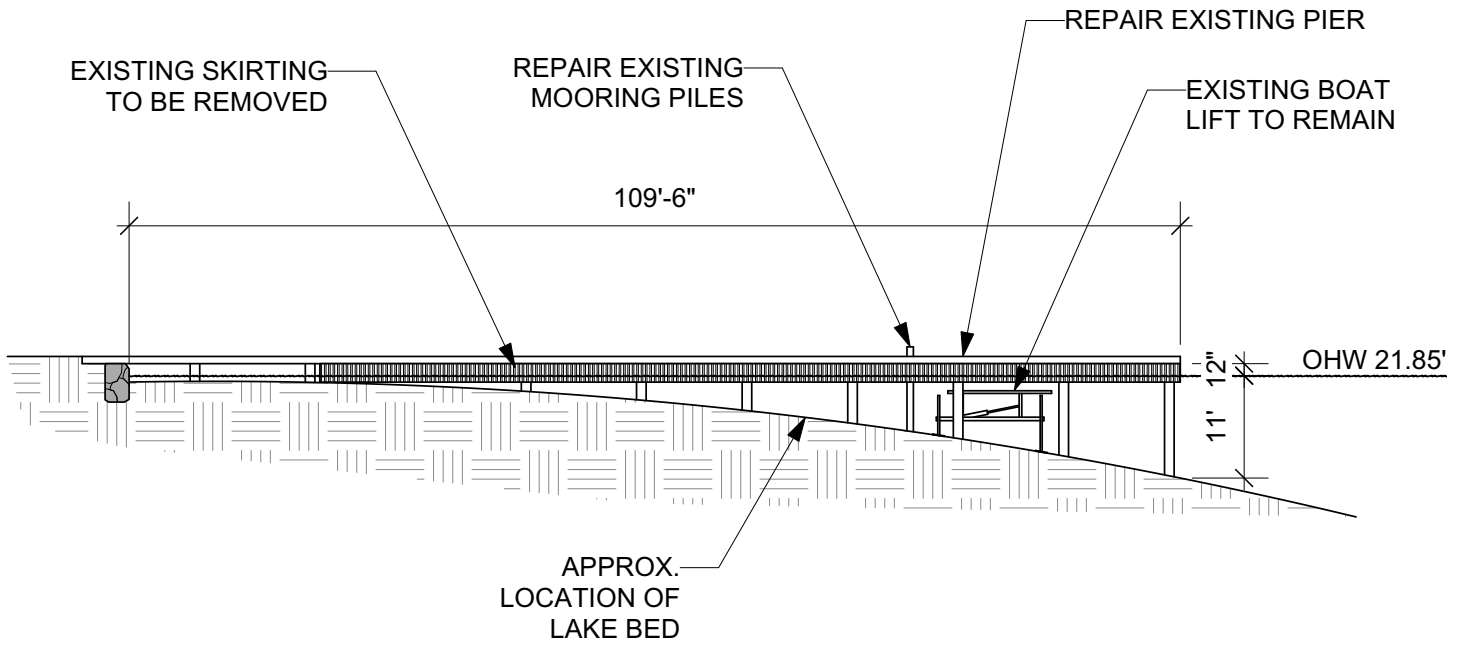 REPAIR EXISTING PIER
EXISTING SKIRTING
TO BE REMOVED
REPAIR EXISTING
MOORING PILES
EXISTING BOAT
LIFT TO REMAIN
109'-6"
OHW 21.85'
12"
11'
APPROX.
LOCATION OF
LAKE BED